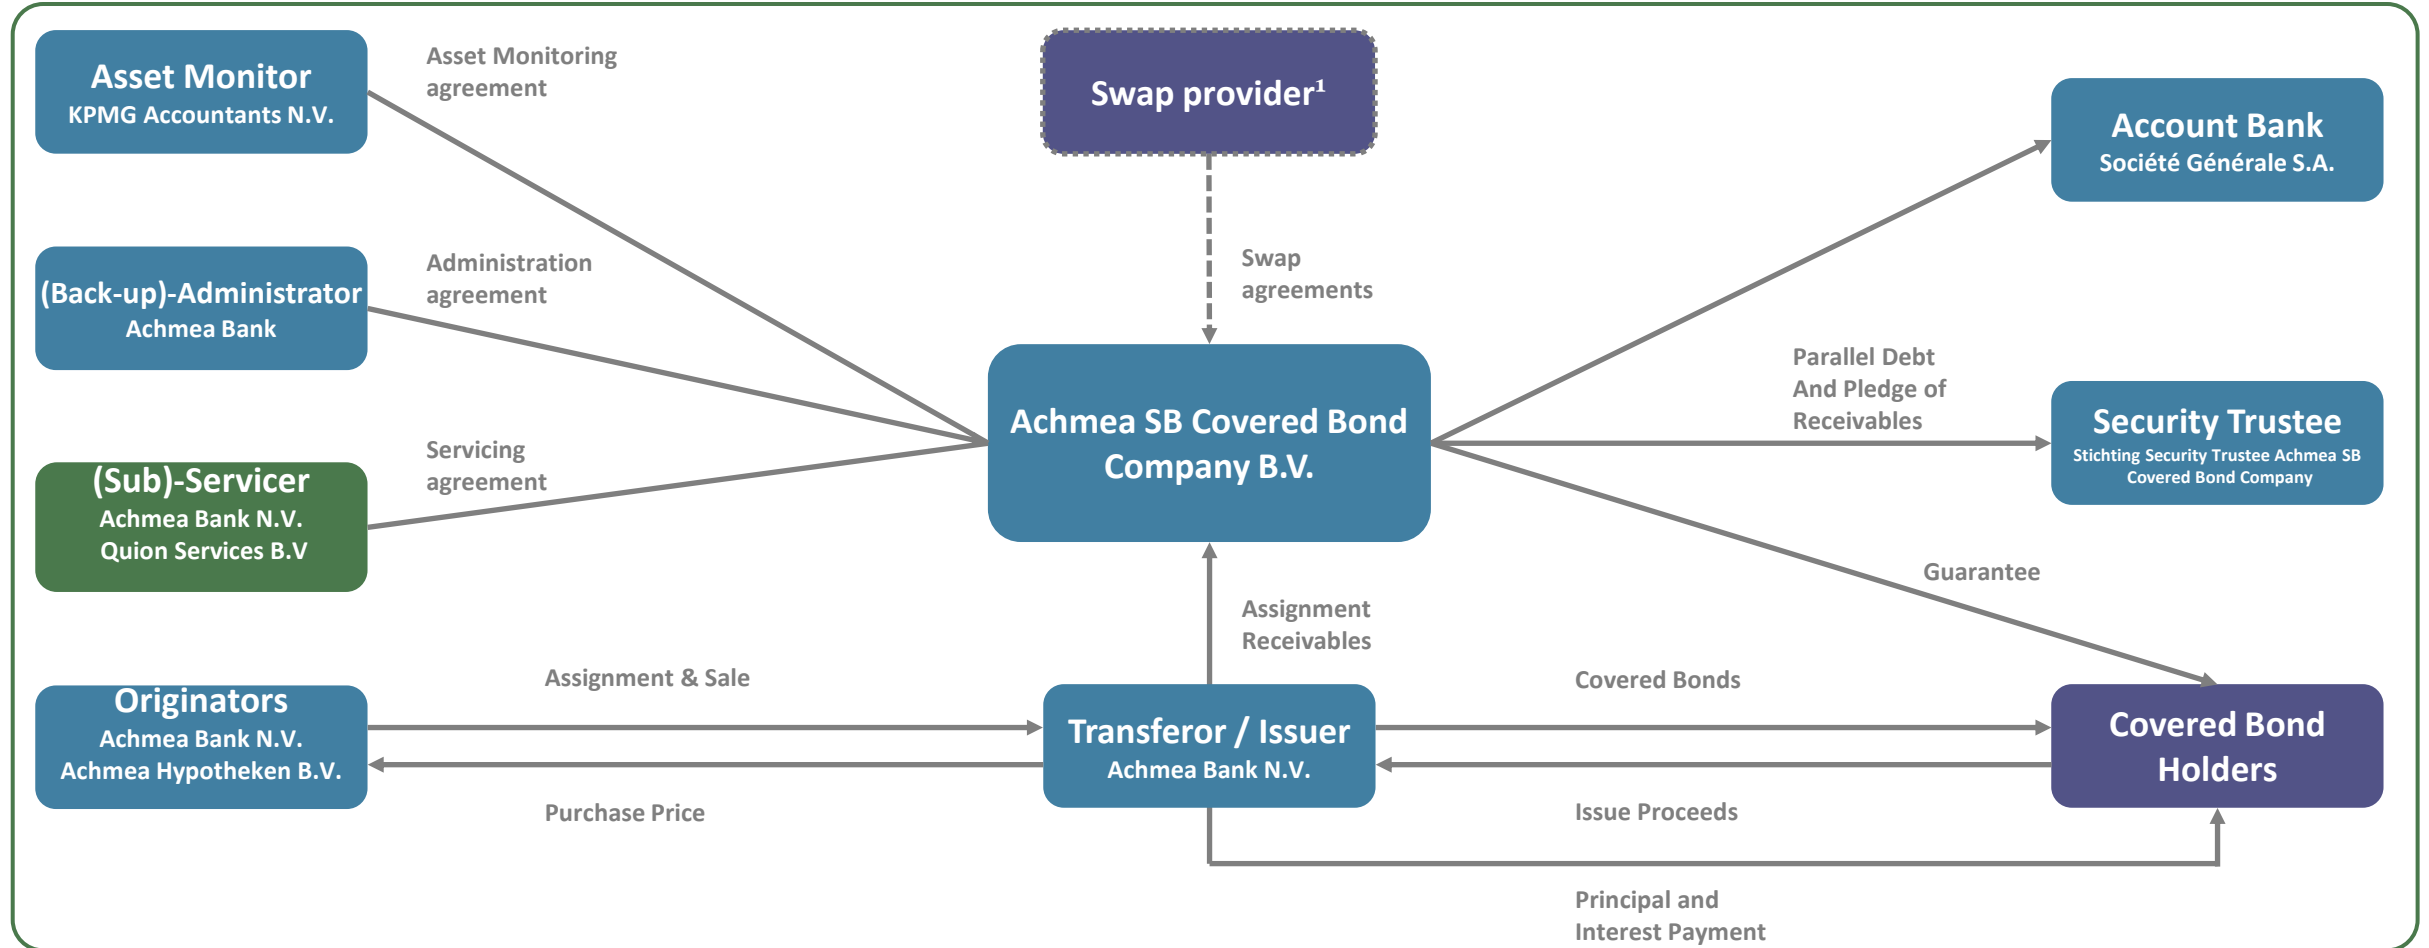 Asset Monitor
KPMG Accountants N.V.
Asset Monitoring
agreement
Swap provider¹
Account Bank
Société Générale S.A.
(Back-up)-Administrator
Achmea Bank
Administration
agreement
Swap
agreements
Achmea SB Covered Bond
Company B.V.
Parallel Debt
And Pledge of
Receivables
Security Trustee
Stichting Security Trustee Achmea SB
Covered Bond Company
(Sub)-Servicer
Achmea Bank N.V.
Quion Services B.V
Servicing
agreement
Guarantee
Assignment
Receivables
Originators
Achmea Bank N.V.
Achmea Hypotheken B.V.
Assignment & Sale
Purchase Price
Transferor / Issuer
Achmea Bank N.V.
Covered Bonds
Issue Proceeds
Covered Bond
Holders
Principal and
Interest Payment